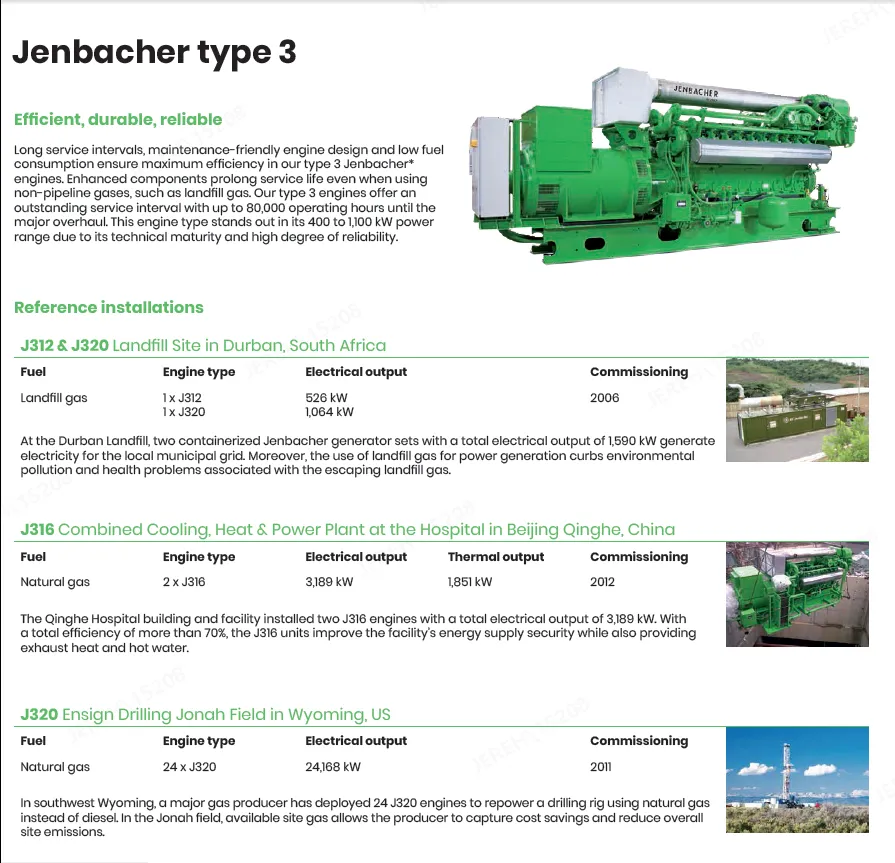 Jenbacher type 3
Efficient, durable, reliable
Long service intervals, maintenance-friendly engine design and low fuel
consumption ensure maximum efficiency in our type 3 Jenbacher*
engines. Enhanced components prolong service life even when using
non-pipeline gases, such as landfill gas. Our type 3 engines offer an
outstanding service interval with up to 80,000 operating hours until the
major overhaul. This engine type stands out in its 400 to 1,100 kW power
range due to its technical maturity and high degree of reliability.
JENBACHER
Reference installations
J312 & J320 Landfill Site in Durban, South Africa
Fuel Engine type Electrical output Commissioning
Landfill gas 1 x J312 526 kW 2006
1 x J320 1,064 kW
At the Durban Landfill, two containerized Jenbacher generator sets with a total electrical output of 1,590 kW generate
electricity for the local municipal grid. Moreover, the use of landfill gas for power generation curbs environmental
pollution and health problems associated with the escaping landfill gas.
J316 Combined Cooling, Heat & Power Plant at the Hospital in Beijing Qinghe, China
Fuel Engine type Electrical output Thermal output Commissioning
Natural gas 2 x J316 3,189 kW 1,851 kW 2012
The Qinghe Hospital building and facility installed two J316 engines with a total electrical output of 3,189 kW. With
a total efficiency of more than 70%, the J316 units improve the facility's energy supply security while also providing
exhaust heat and hot water.
J320 Ensign Drilling Jonah Field in Wyoming, US
Fuel Engine type Electrical output Commissioning
Natural gas 24 x J320 24,168 kW 2011
In southwest Wyoming, a major gas producer has deployed 24 J320 engines to repower a drilling rig using natural gas
instead of diesel. In the Jonah field, available site gas allows the producer to capture cost savings and reduce overall
site emissions.